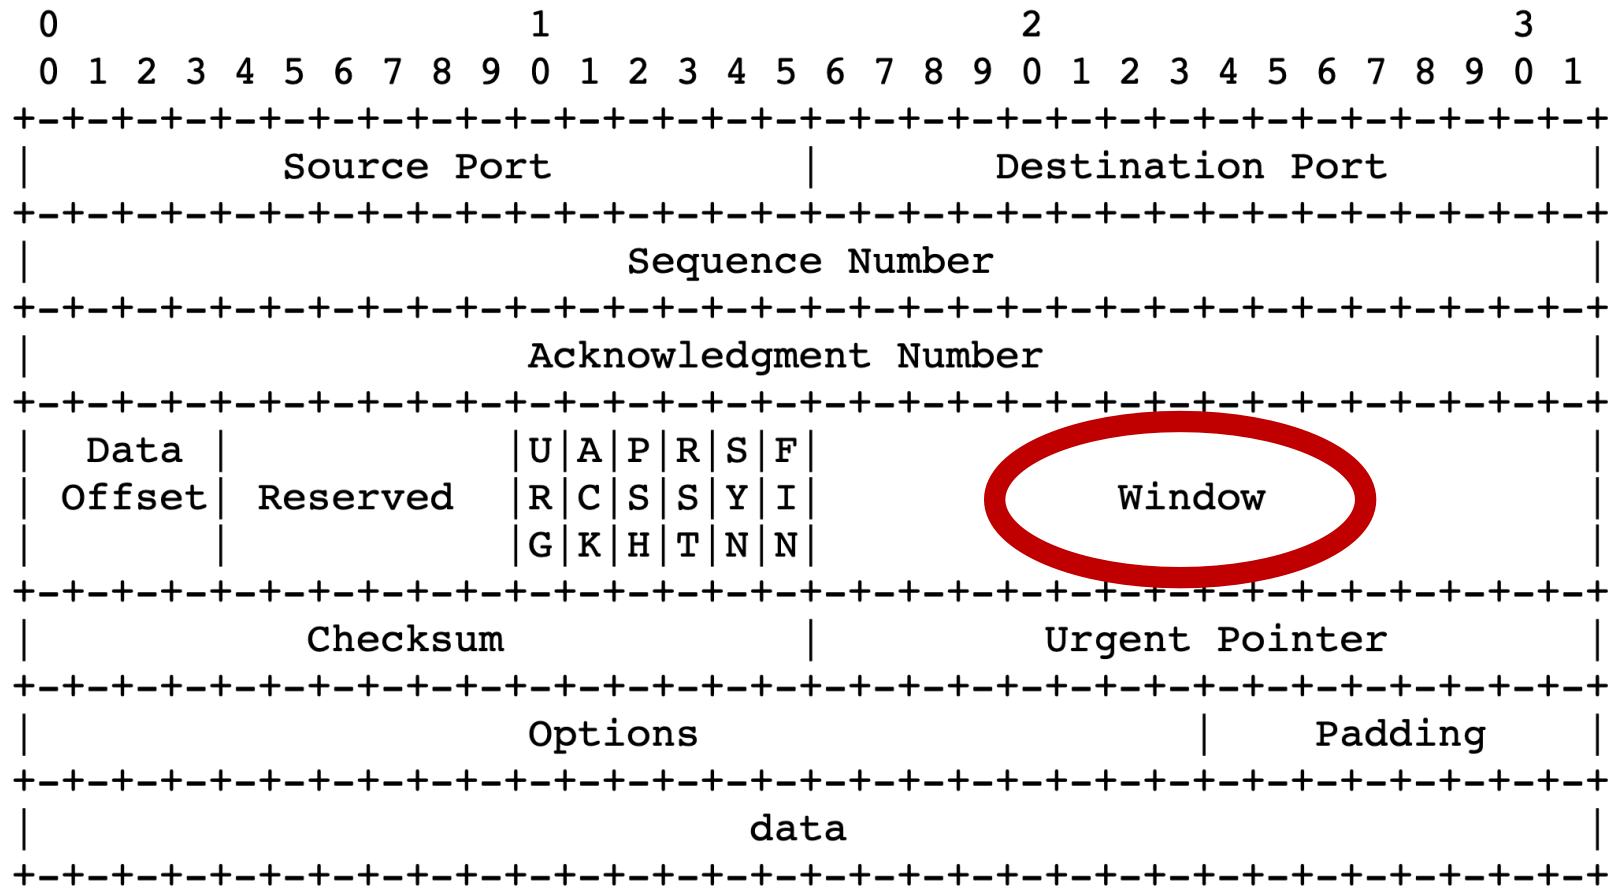 0                   1                   2                   3
 0 1 2 3 4 5 6 7 8 9 0 1 2 3 4 5 6 7 8 9 0 1 2 3 4 5 6 7 8 9 0 1
+-+-+-+-+-+-+-+-+-+-+-+-+-+-+-+-+-+-+-+-+-+-+-+-+-+-+-+-+-+-+-+-+
|          Source Port          |       Destination Port        |
+-+-+-+-+-+-+-+-+-+-+-+-+-+-+-+-+-+-+-+-+-+-+-+-+-+-+-+-+-+-+-+-+
|                        Sequence Number                        |
+-+-+-+-+-+-+-+-+-+-+-+-+-+-+-+-+-+-+-+-+-+-+-+-+-+-+-+-+-+-+-+-+
|                    Acknowledgment Number                      |
+-+-+-+-+-+-+-+-+-+-+-+-+-+-+-+-+-+-+-+-+-+-+-+-+-+-+-+-+-+-+-+-+
|  Data |           |U|A|P|R|S|F|                               |
| Offset| Reserved  |R|C|S|S|Y|I|            Window             |
|       |           |G|K|H|T|N|N|                               |
+-+-+-+-+-+-+-+-+-+-+-+-+-+-+-+-+-+-+-+-+-+-+-+-+-+-+-+-+-+-+-+-+
|           Checksum            |         Urgent Pointer        |
+-+-+-+-+-+-+-+-+-+-+-+-+-+-+-+-+-+-+-+-+-+-+-+-+-+-+-+-+-+-+-+-+
|                    Options                    |    Padding    |
+-+-+-+-+-+-+-+-+-+-+-+-+-+-+-+-+-+-+-+-+-+-+-+-+-+-+-+-+-+-+-+-+
|                             data                              |
+-+-+-+-+-+-+-+-+-+-+-+-+-+-+-+-+-+-+-+-+-+-+-+-+-+-+-+-+-+-+-+-+